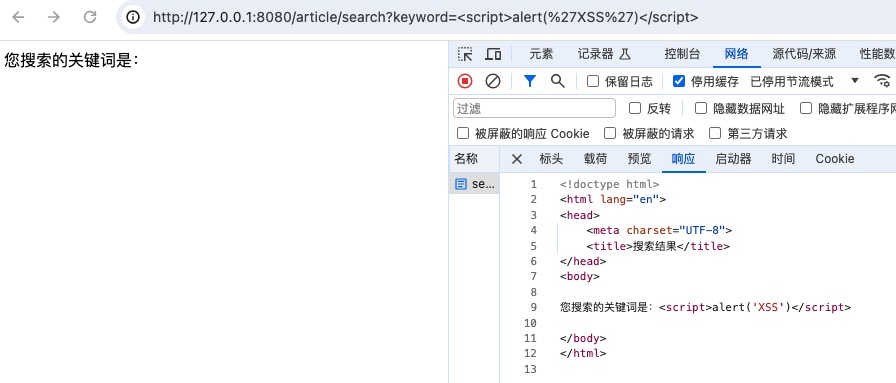 http://127.0.0.1:8080/article/search?keyword=<script>alert(%27XSS%27)</script>
您搜索的关键词是：
元素 记录器 控制台 网络 源代码/来源 性能数
保留日志 停用缓存 已停用节流模式
过滤 反转 隐藏数据网址 隐藏扩展程序网
被屏蔽的响应 Cookie 被屏蔽的请求 第三方请求
名称 标头 载荷 预览 响应 启动器 时间 Cookie
se...
1 <!doctype html>
2 <html lang="en">
3 <head>
4 <meta charset="UTF-8">
5 <title>搜索结果</title>
6 </head>
7 <body>
8
9 您搜索的关键词是：<script>alert('XSS')</script>
10
11 </body>
12 </html>
13